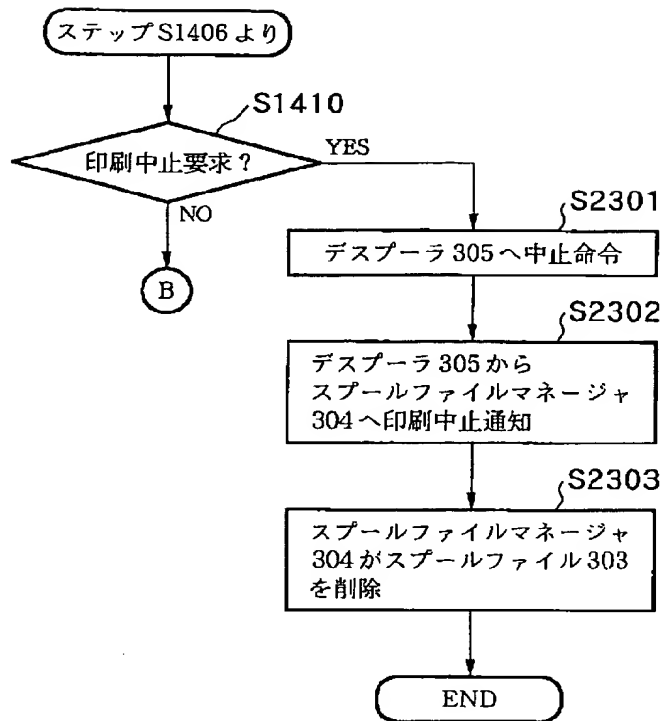 ステップS1406より
S1410
印刷中止要求?
YES
NO
B
S2301
デスプーラ305へ中止命令
S2302
デスプーラ305から
スプールファイルマネージャ
304へ印刷中止通知
S2303
スプールファイルマネージャ
304がスプールファイル303
を削除
END